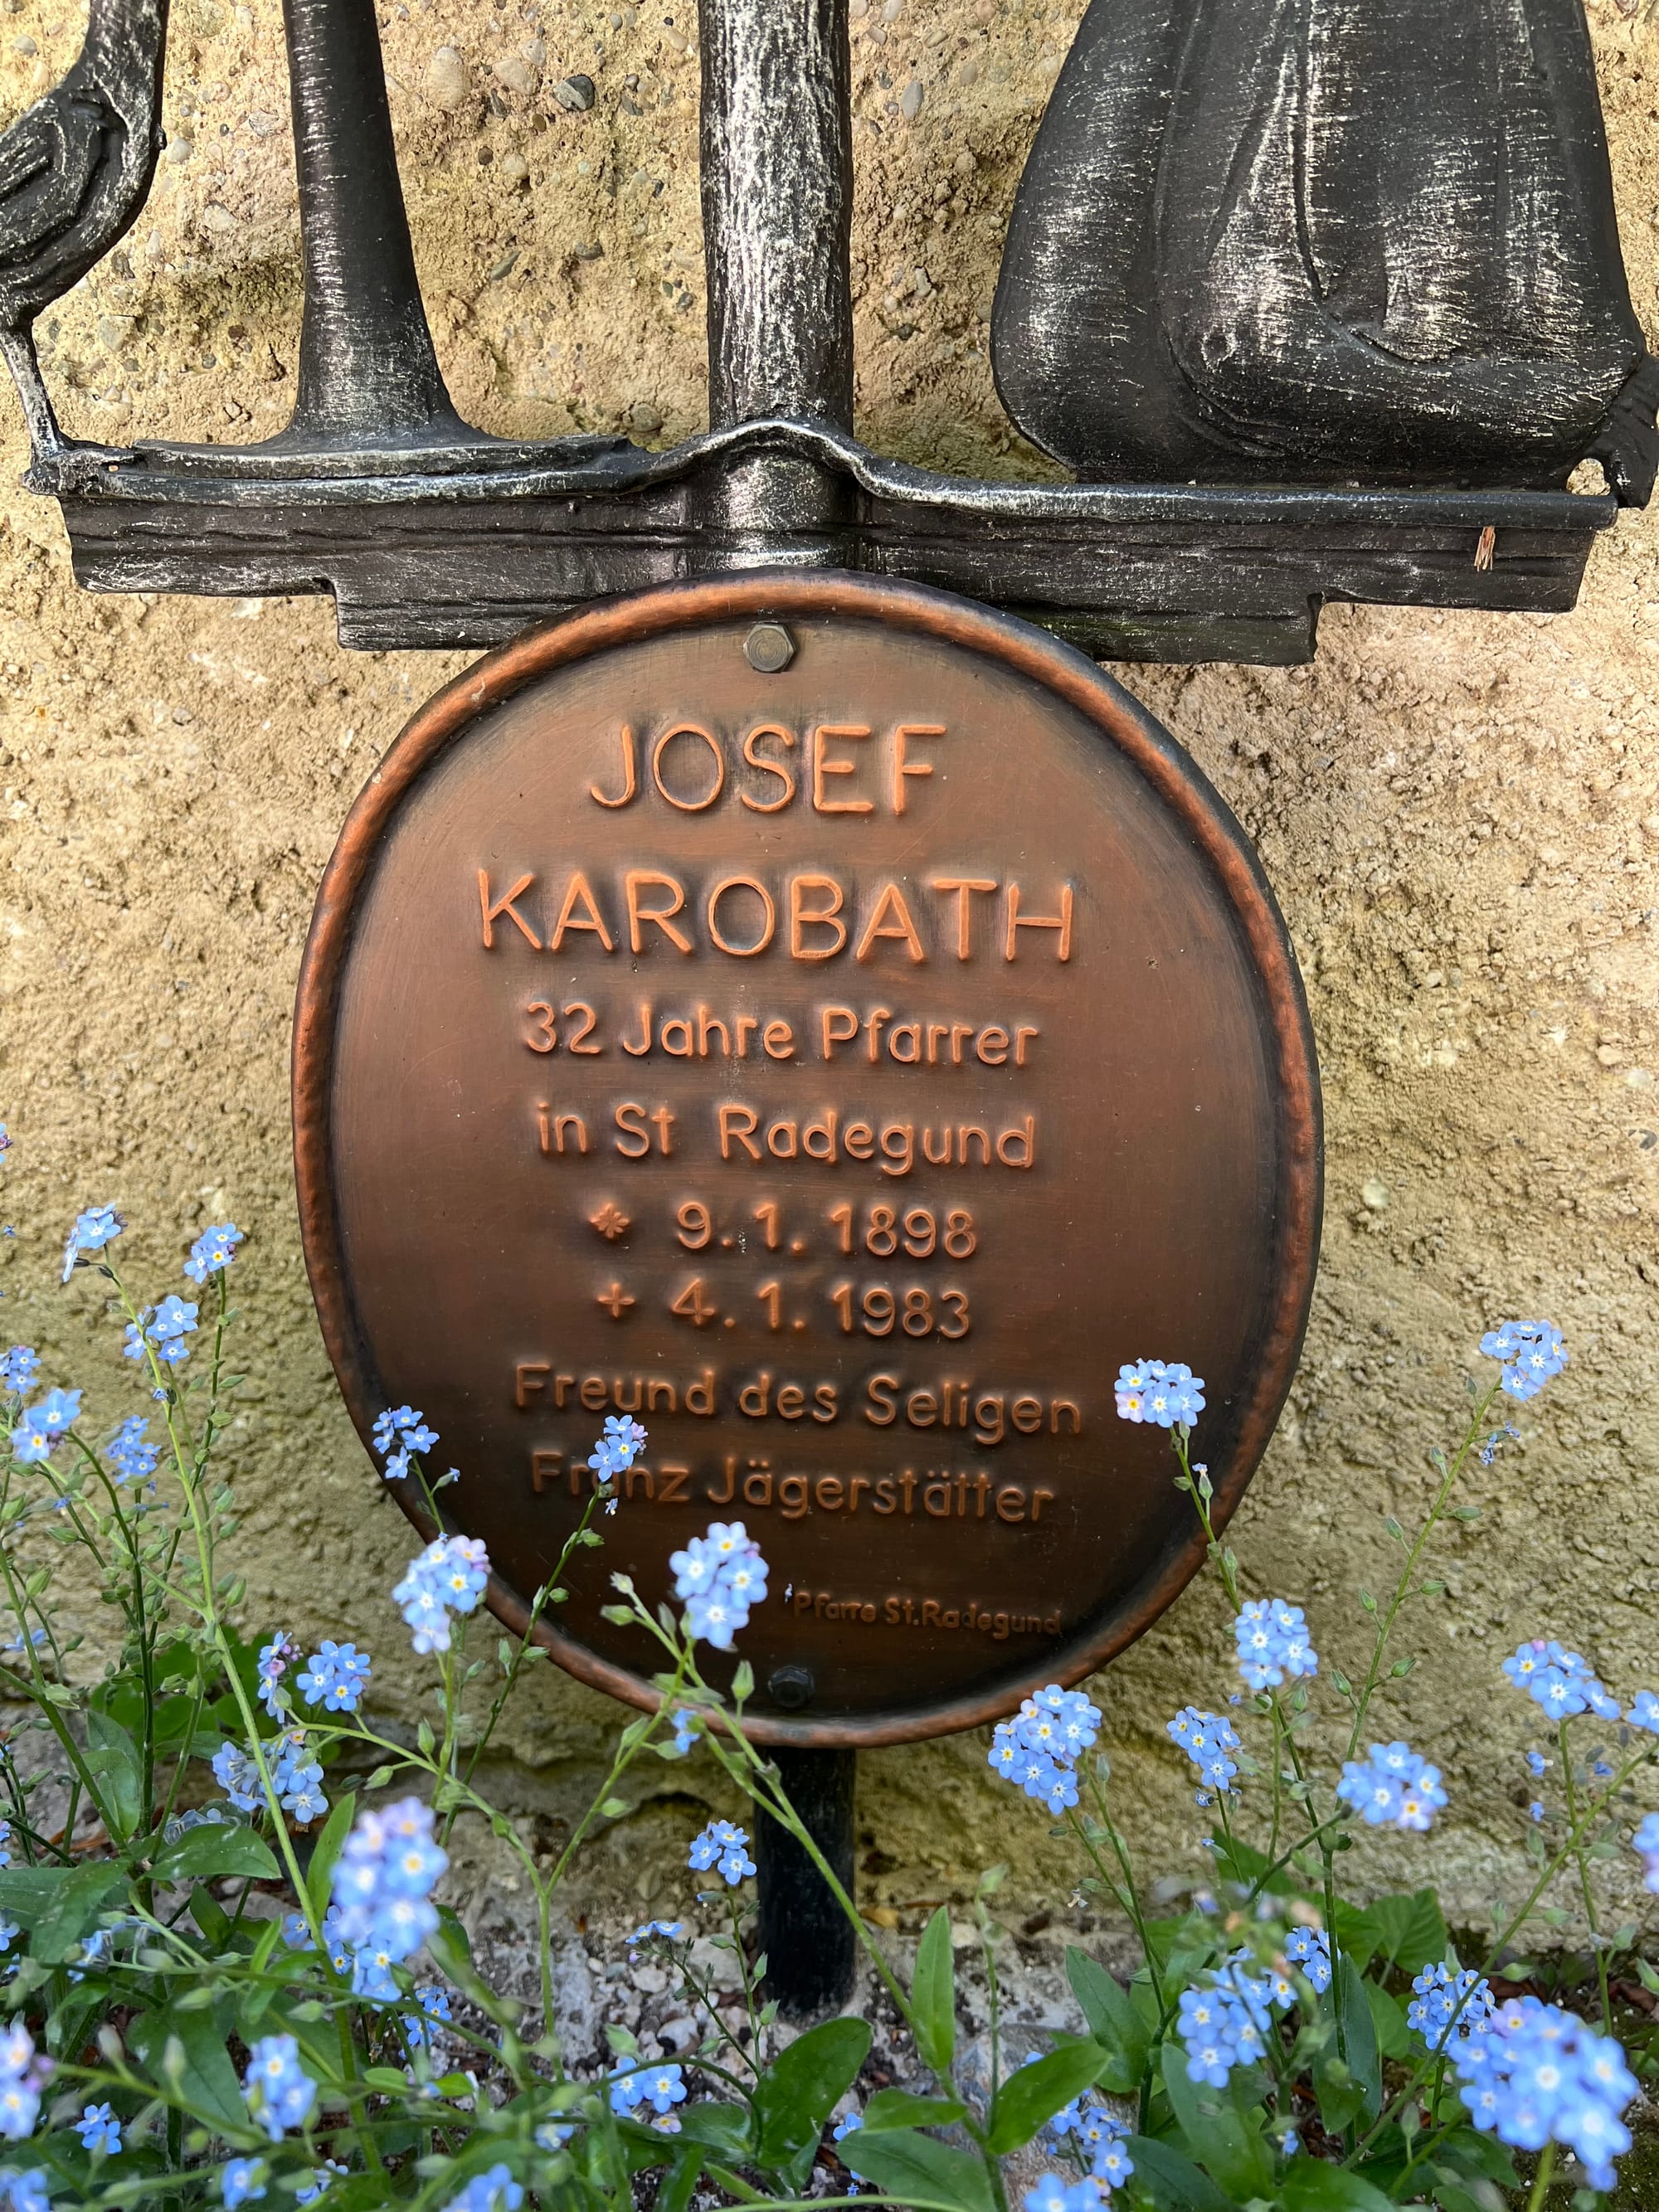 JOSEF
KAROBATH
32 Jahre Pfarrer
in St Radegund
* 9. 1. 1898
+ 4. 1. 1983
Freund des Seligen
Franz Jägerstätter
Pfarre St.Radegund